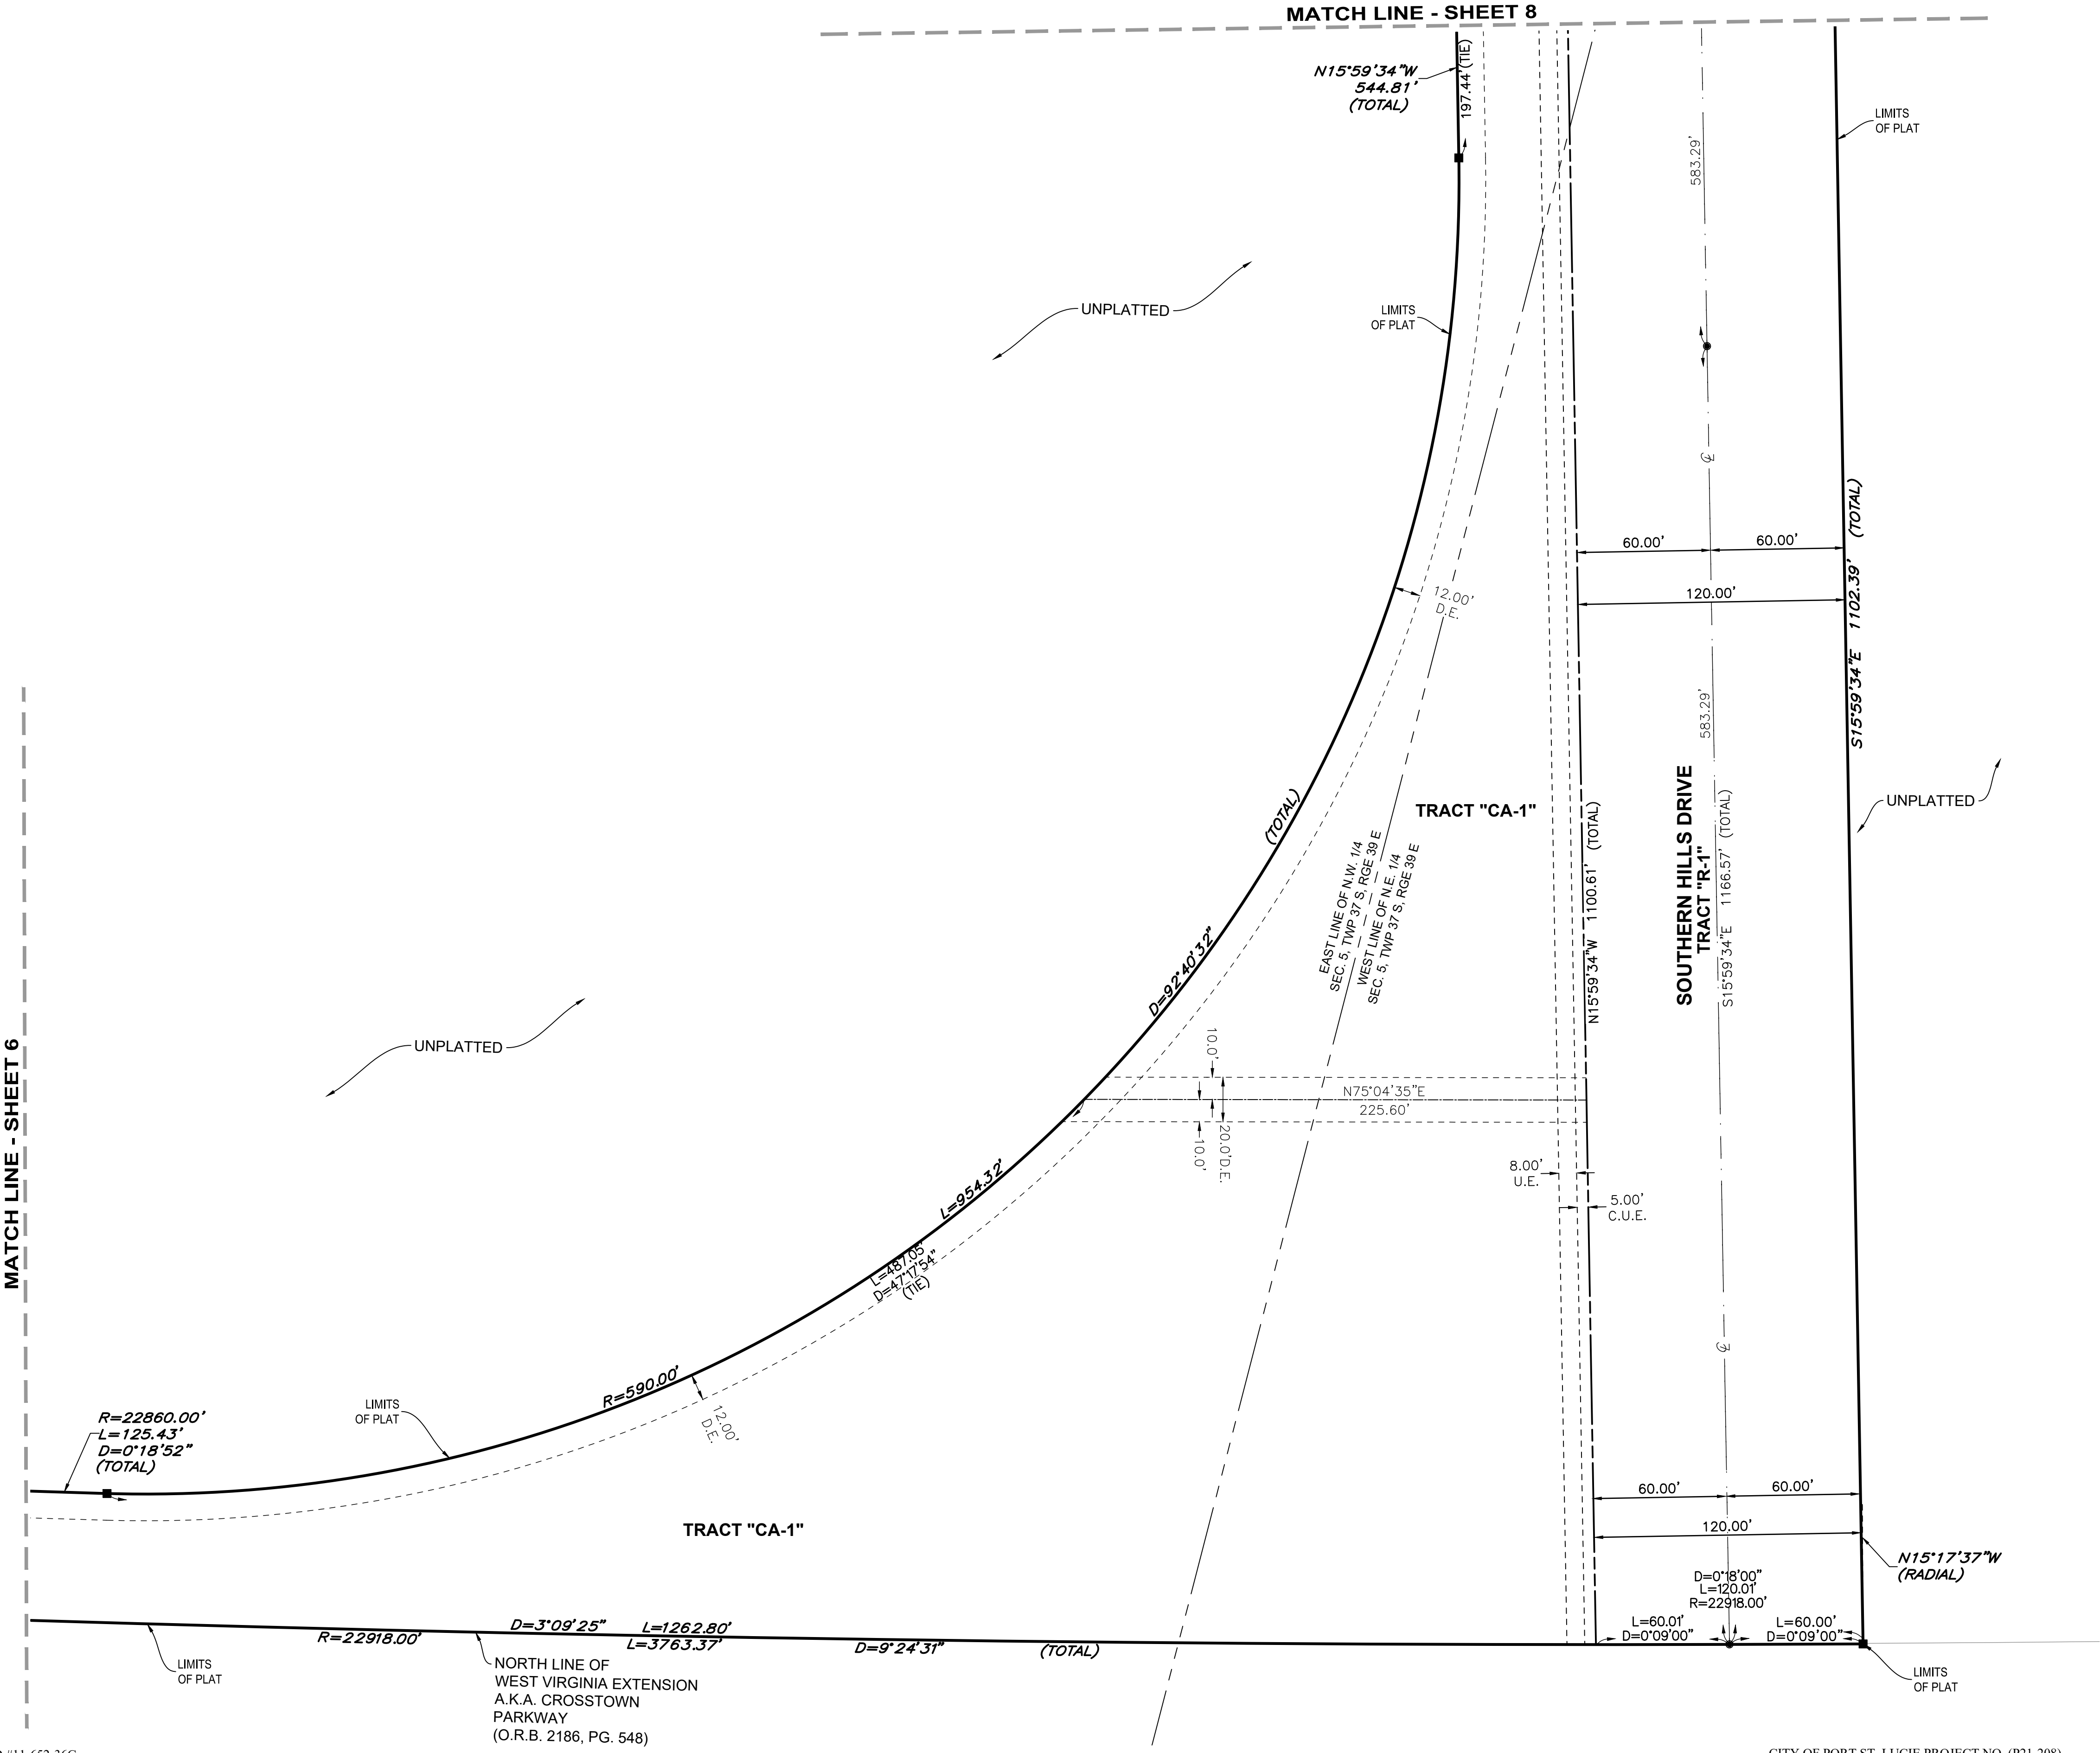 MATCH LINE - SHEET 8
N15°59'34"W
544.81'
(TOTAL)
197.44'(TIE)
LIMITS
OF PLAT
583.29'
UNPLATTED
LIMITS
OF PLAT
60.00'
60.00'
120.00'
S15°59'34"E 1102.39' (TOTAL)
12.00'
D.E.
583.29'
UNPLATTED
TRACT "CA-1"
(TOTAL)
EAST LINE OF N.W. 1/4
SEC. 5, TWP 37 S, RGE 39 E
WEST LINE OF N.E. 1/4
SEC. 5, TWP 37 S, RGE 39 E
N15°59'34"W 1100.61' (TOTAL)
SOUTHERN HILLS DRIVE
TRACT "R-1"
S15°59'34"E 1166.57' (TOTAL)
D=92°40'32"
UNPLATTED
MATCH LINE - SHEET 6
10.0'
N75°04'35"E
225.60'
10.0'
20.0'D.E.
8.00'
U.E.
5.00'
C.U.E.
L=954.32'
L=487.05'
D=47°17'54"
(TIE)
R=590.00'
12.00'
D.E.
LIMITS
OF PLAT
R=22860.00'
L=125.43'
D=0°18'52"
(TOTAL)
TRACT "CA-1"
60.00'
60.00'
120.00'
N15°17'37"W
(RADIAL)
D=0°18'00"
L=120.01'
R=22918.00'
L=60.01'
D=0°09'00"
L=60.00'
D=0°09'00"
D=3°09'25" L=1262.80'
R=22918.00' L=3763.37' D=9°24'31" (TOTAL)
LIMITS
OF PLAT
NORTH LINE OF
WEST VIRGINIA EXTENSION
A.K.A. CROSSTOWN
PARKWAY
(O.R.B. 2186, PG. 548)
LIMITS
OF PLAT